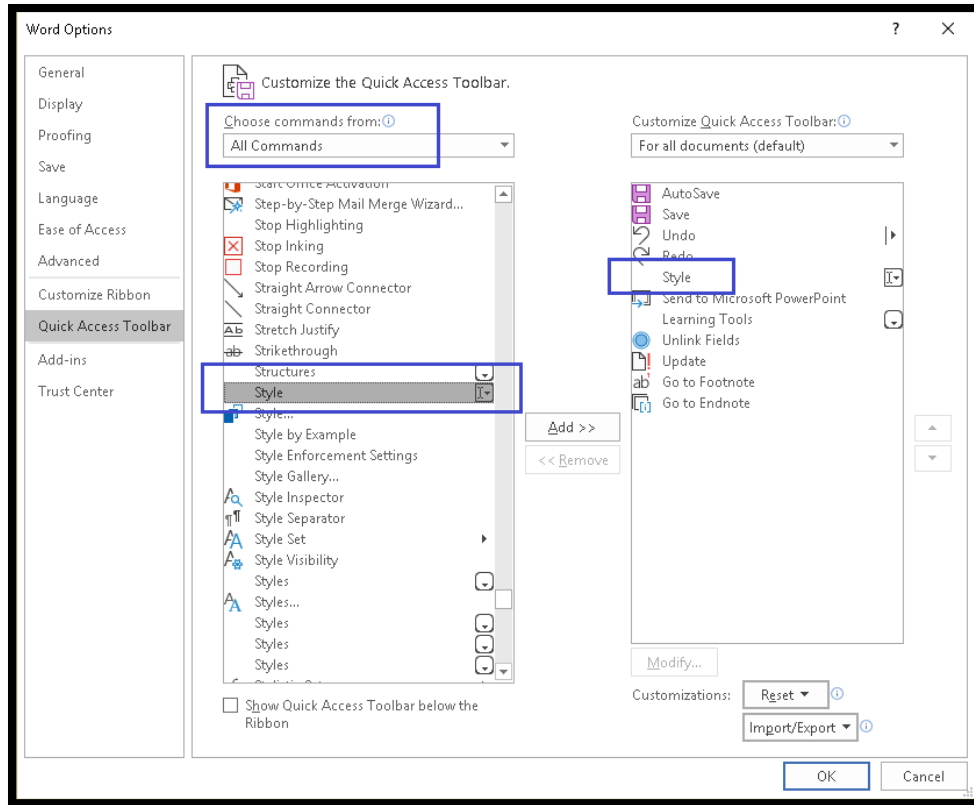 Word Options
?
General
Display
Proofing
Save
Language
Ease of Access
Advanced
Customize Ribbon
Quick Access Toolbar
Add-ins
Trust Center
Customize the Quick Access Toolbar.
Choose commands from:
All Commands
Start Office Activation
Step-by-Step Mail Merge Wizard...
Stop Highlighting
Stop Inking
Stop Recording
Straight Arrow Connector
Straight Connector
Stretch Justify
Strikethrough
Structures
Style
Style...
Style by Example
Style Enforcement Settings
Style Gallery...
Style Inspector
Style Separator
Style Set
Style Visibility
Styles
Styles...
Styles
Styles
Styles
Show Quick Access Toolbar below the
Ribbon
Add >>
<< Remove
Customize Quick Access Toolbar:
For all documents (default)
AutoSave
Save
Undo
Redo
Style
Send to Microsoft PowerPoint
Learning Tools
Unlink Fields
Update
Go to Footnote
Go to Endnote
Modify...
Customizations:
Reset
Import/Export
OK
Cancel